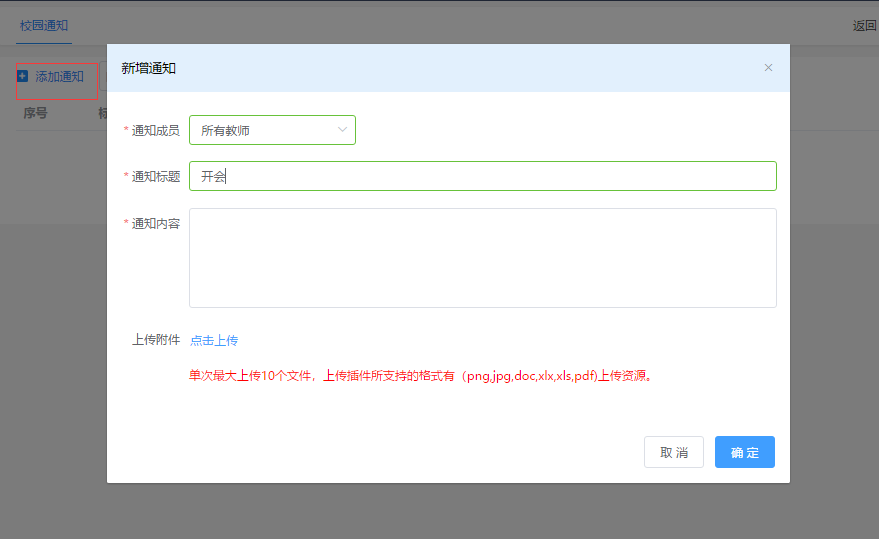 校园通知
返回
添加通知
序号
新增通知
* 通知成员 所有教师
* 通知标题 开会
* 通知内容
上传附件 点击上传
单次最大上传10个文件，上传插件所支持的格式有（png,jpg,doc,xlx,xls,pdf)上传资源。
取 消 确 定